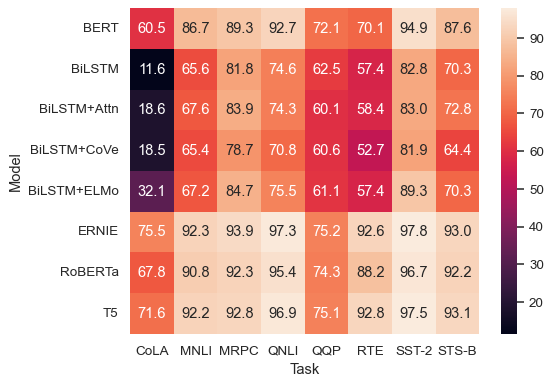 BERT 60.5 86.7 89.3 92.7 72.1 70.1 94.9 87.6
BiLSTM 11.6 65.6 81.8 74.6 62.5 57.4 82.8 70.3
BiLSTM+Attn 18.6 67.6 83.9 74.3 60.1 58.4 83.0 72.8
BiLSTM+CoVe 18.5 65.4 78.7 70.8 60.6 52.7 81.9 64.4
BiLSTM+ELMo 32.1 67.2 84.7 75.5 61.1 57.4 89.3 70.3
ERNIE 75.5 92.3 93.9 97.3 75.2 92.6 97.8 93.0
RoBERTa 67.8 90.8 92.3 95.4 74.3 88.2 96.7 92.2
T5 71.6 92.2 92.8 96.9 75.1 92.8 97.5 93.1
CoLA MNLI MRPC QNLI QQP RTE SST-2 STS-B
Task
Model
90
80
70
60
50
40
30
20